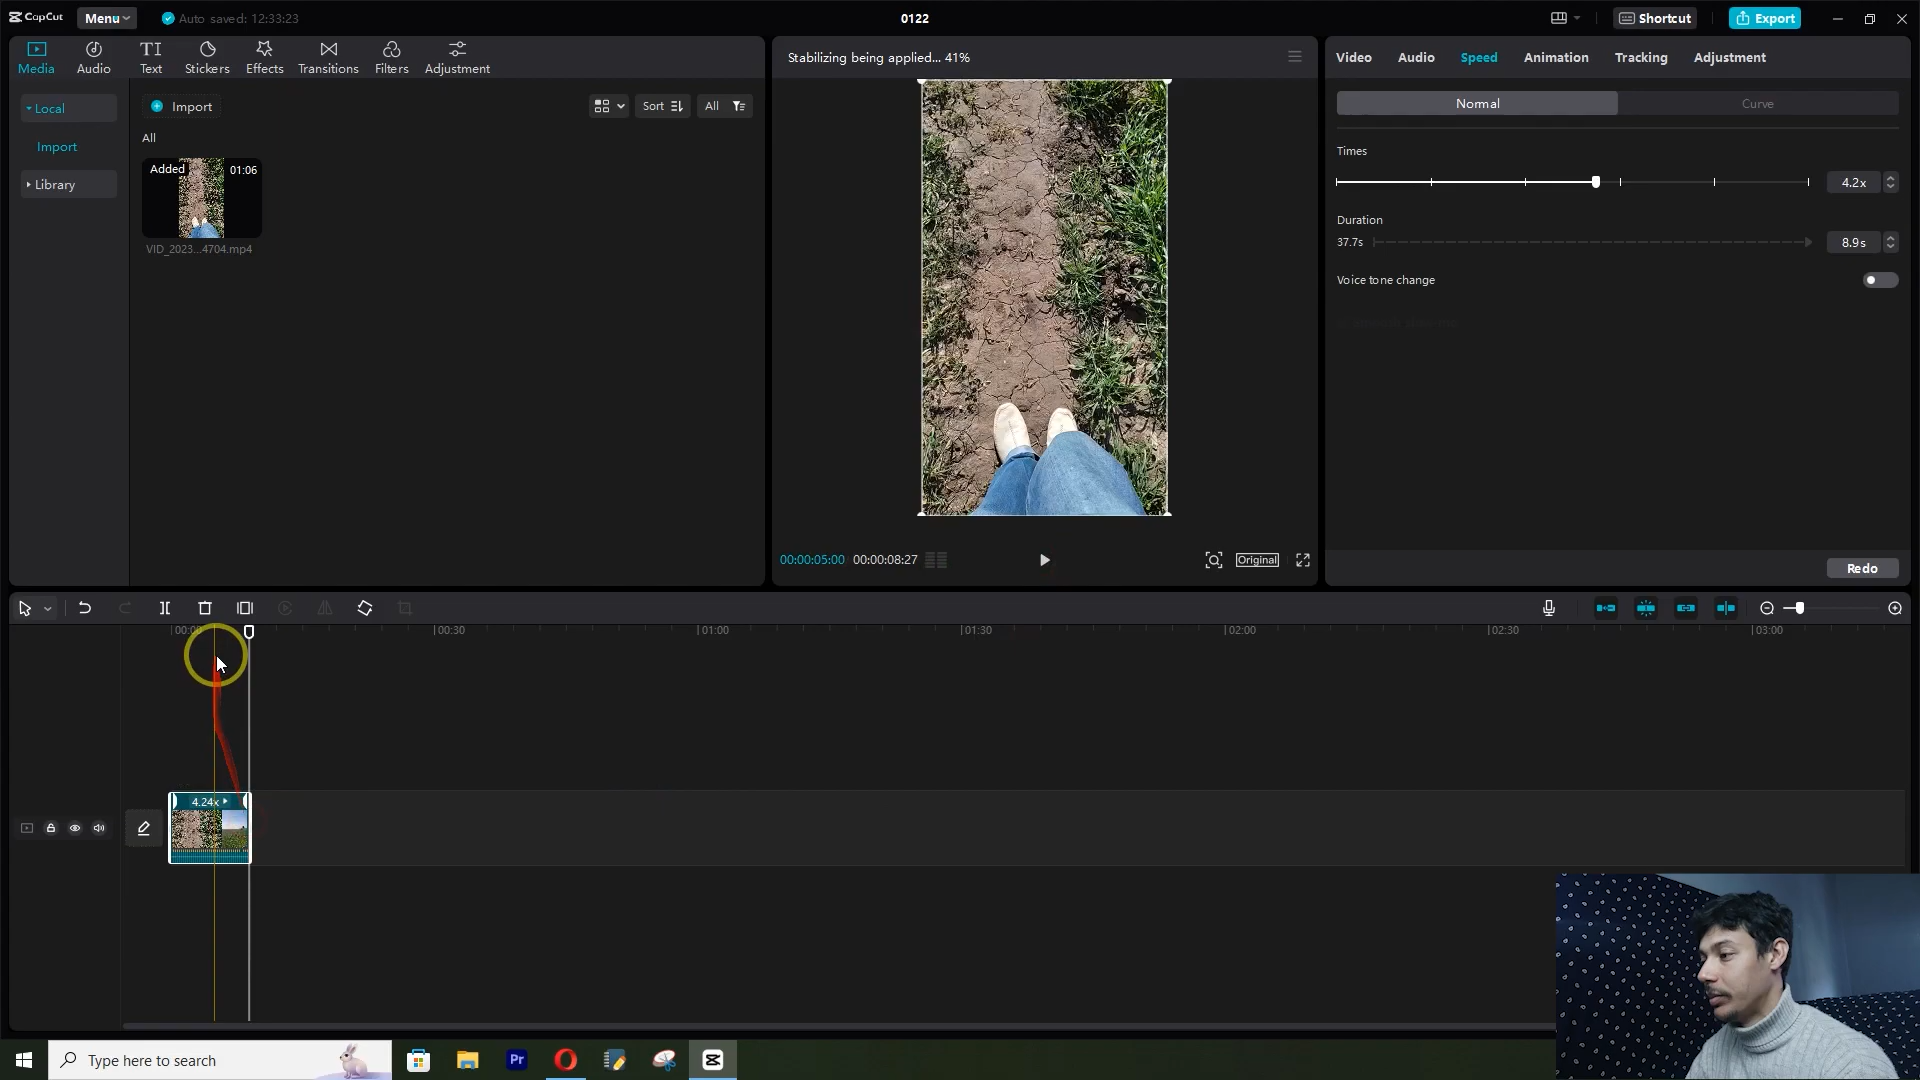 CapCut
Menu
Auto saved: 12:33:23
0122
Shortcut
Export
Media
Audio
Text
Stickers
Effects
Transitions
Filters
Adjustment
Local
Import
Library
Import
Sort
All
All
Added
01:06
VID_2023...4704.mp4
Stabilizing being applied... 41%
00:00:05:00
00:00:08:27
Original
Video
Audio
Speed
Animation
Tracking
Adjustment
Normal
Curve
Times
4.2x
Duration
37.7s
8.9s
Voice tone change
Redo
00:30
01:00
01:30
02:00
02:30
03:00
4.24x
Pr
Type here to search